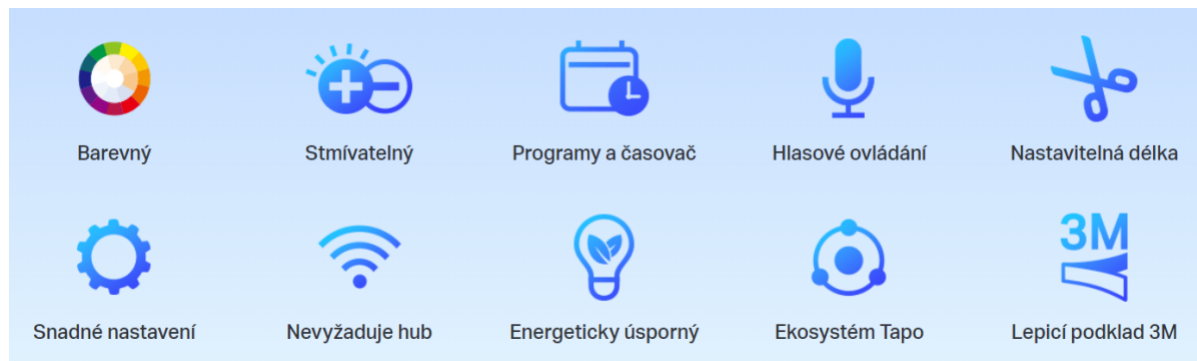 Barevný
Stmívatelný
Programy a časovač
Hlasové ovládání
Nastavitelná délka
3M
Snadné nastavení
Nevyžaduje hub
Energeticky úsporný
Ekosystém Tapo
Lepicí podklad 3M